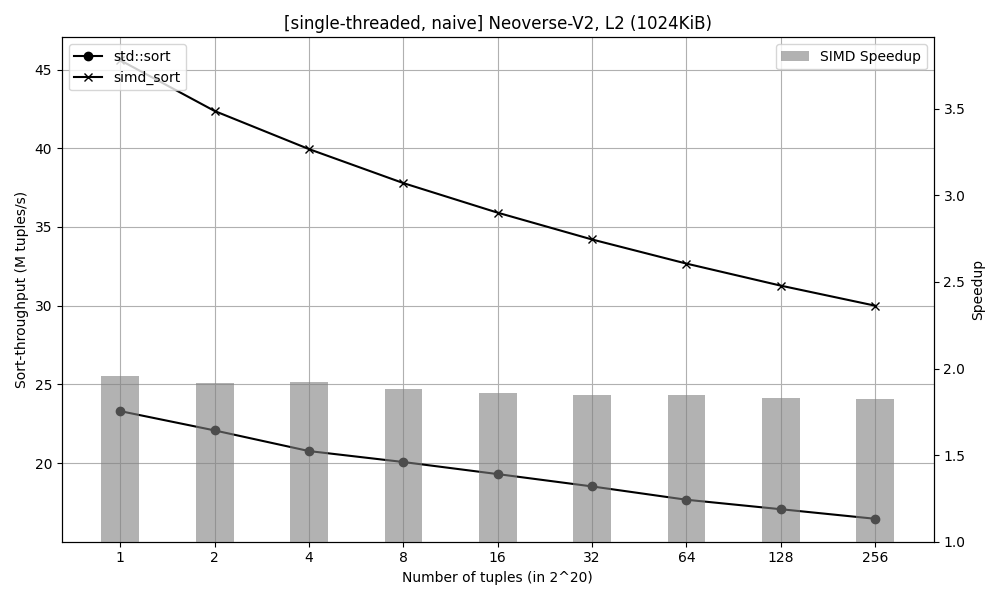 [single-threaded, naive] Neoverse-V2, L2 (1024KiB)
std::sort
simd_sort
SIMD Speedup
Sort-throughput (M tuples/s)
45
40
35
30
25
20
3.5
3.0
2.5
2.0
1.5
1.0
Speedup
1 2 4 8 16 32 64 128 256
Number of tuples (in 2^20)